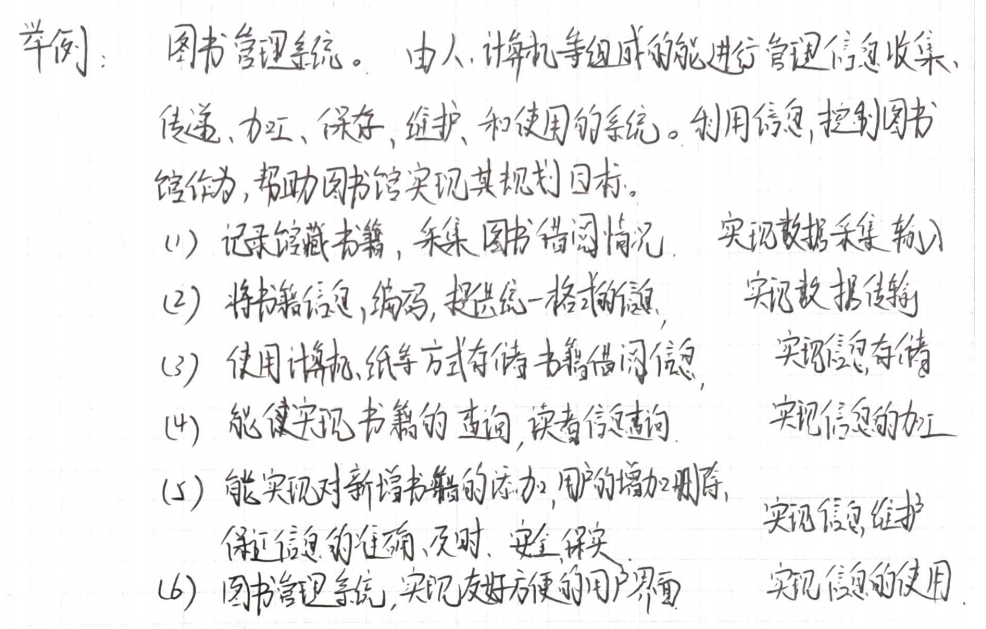 举例： 图书管理系统。 由人、计算机等组成的能进行管理信息收集、
传递、加工、保存、维护、和使用的系统。利用信息，控制图书
馆作为，帮助图书馆实现其规划目标。
(1) 记录馆藏书籍，采集图书借阅情况. 实现数据采集输入
(2) 将书籍信息，编码，提供统一格式的信息， 实现数据传输
(3) 使用计算机、纸等方式存储书籍借阅信息， 实现信息存储
(4) 能实现书籍的查询，读者信息查询. 实现信息的加工
(5) 能实现对新增书籍的添加，用户的增加删除，
保证信息的准确、及时、安全、保实、 实现信息维护
(6) 图书管理系统，实现友好方便的用户界面 实现信息的使用.